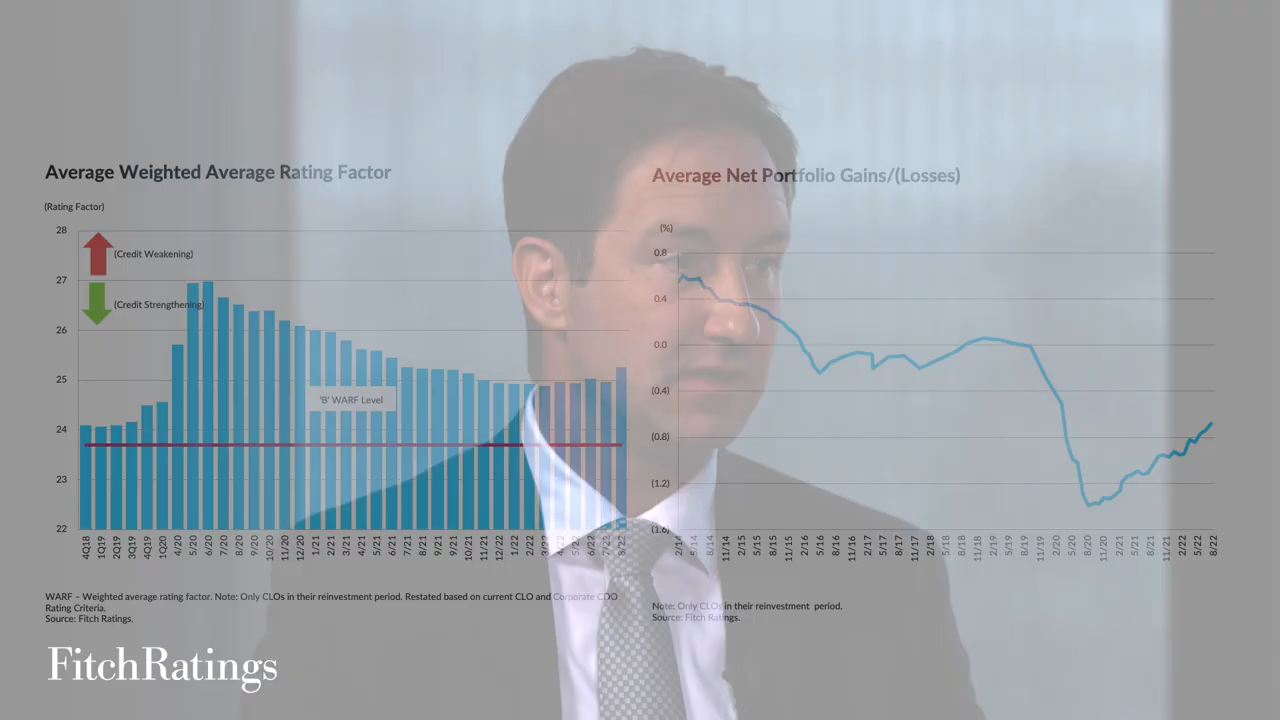 Average Weighted Average Rating Factor
Average Net Portfolio Gains/(Losses)
(Rating Factor)
28
27
26
25
24
23
22
(Credit Weakening)
(Credit Strengthening)
'B' WARF Level
4Q18 1Q19 2Q19 3Q19 4Q19 1Q20 4/20 5/20 6/20 7/20 8/20 9/20 10/20 11/20 12/20 1/21 2/21 3/21 4/21 5/21 6/21 7/21 8/21 9/21 9/21 10/21 11/21 12/22 1/22 2/22 3/22 4/22 5/22 6/22 7/22 8/22
WARF – Weighted average rating factor. Note: Only CLOs in their reinvestment period. Restated based on current CLO and Corporate CDO
Rating Criteria.
Source: Fitch Ratings.
(%)
0.8
0.4
0.0
(0.4)
(0.8)
(1.2)
(1.6)
2/14 5/14 8/14 11/14 2/15 5/15 8/15 11/15 2/16 5/16 8/16 11/16 2/17 5/17 8/17 11/17 2/18 5/18 8/18 11/18 2/19 5/19 8/19 11/19 2/20 5/20 8/20 11/20 2/21 5/21 8/21 11/21 2/22 5/22 8/22
Note: Only CLOs in their reinvestment period.
Source: Fitch Ratings.
FitchRatings